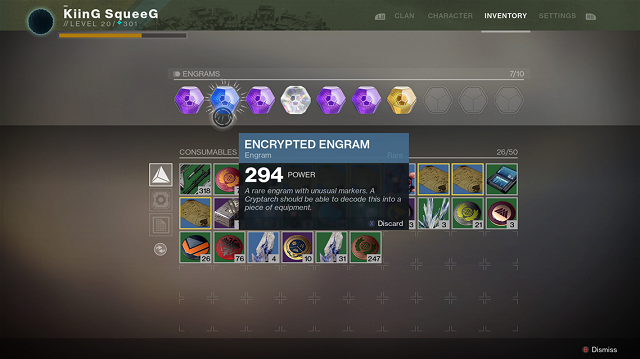 KiinG SqueeG
//LEVEL 20/ 301
CLAN
CHARACTER
INVENTORY
SETTINGS
ENGRAMS
7/10
ENCRYPTED ENGRAM
Engram
Rare
294 POWER
A rare engram with unusual markers. A
Cryptarch should be able to decode this into a
piece of equipment.
Discard
CONSUMABLES
26/50
318
3
3
21
3
26
76
4
10
31
247
Dismiss